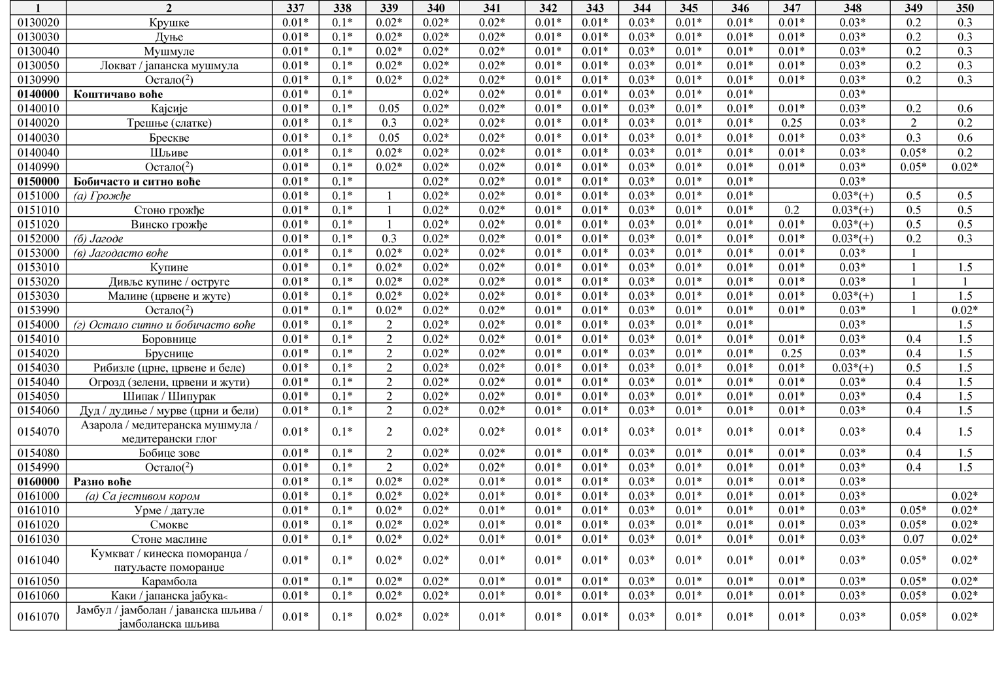 1 2 337 338 339 340 341 342 343 344 345 346 347 348 349 350
0130020 Крушке 0.01* 0.1* 0.02* 0.02* 0.02* 0.01* 0.01* 0.03* 0.01* 0.01* 0.01* 0.03* 0.2 0.3
0130030 Дуње 0.01* 0.1* 0.02* 0.02* 0.02* 0.01* 0.01* 0.03* 0.01* 0.01* 0.01* 0.03* 0.2 0.3
0130040 Мушмуле 0.01* 0.1* 0.02* 0.02* 0.02* 0.01* 0.01* 0.03* 0.01* 0.01* 0.01* 0.03* 0.2 0.3
0130050 Локват / јапанска мушмула 0.01* 0.1* 0.02* 0.02* 0.02* 0.01* 0.01* 0.03* 0.01* 0.01* 0.01* 0.03* 0.2 0.3
0130990 Остало(2) 0.01* 0.1* 0.02* 0.02* 0.02* 0.01* 0.01* 0.03* 0.01* 0.01* 0.01* 0.03* 0.2 0.3
0140000 Коштичаво воће 0.01* 0.1* 0.02* 0.02* 0.01* 0.01* 0.03* 0.01* 0.01* 0.03*
0140010 Кајсије 0.01* 0.1* 0.05 0.02* 0.02* 0.01* 0.01* 0.03* 0.01* 0.01* 0.01* 0.03* 0.2 0.6
0140020 Трешње (слатке) 0.01* 0.1* 0.3 0.02* 0.02* 0.01* 0.01* 0.03* 0.01* 0.01* 0.25 0.03* 2 0.2
0140030 Брескве 0.01* 0.1* 0.05 0.02* 0.02* 0.01* 0.01* 0.03* 0.01* 0.01* 0.01* 0.03* 0.3 0.6
0140040 Шљиве 0.01* 0.1* 0.02* 0.02* 0.02* 0.01* 0.01* 0.03* 0.01* 0.01* 0.01* 0.03* 0.05* 0.2
0140990 Остало(2) 0.01* 0.1* 0.02* 0.02* 0.02* 0.01* 0.01* 0.03* 0.01* 0.01* 0.01* 0.03* 0.05* 0.02*
0150000 Бобичасто и ситно воће 0.01* 0.1* 0.02* 0.02* 0.01* 0.01* 0.03* 0.01* 0.01* 0.03*
0151000 (а) Грожђе 0.01* 0.1* 1 0.02* 0.02* 0.01* 0.01* 0.03* 0.01* 0.01* 0.03*(+) 0.5 0.5
0151010 Стоно грожђе 0.01* 0.1* 1 0.02* 0.02* 0.01* 0.01* 0.03* 0.01* 0.01* 0.2 0.03*(+) 0.5 0.5
0151020 Винско грожђе 0.01* 0.1* 1 0.02* 0.02* 0.01* 0.01* 0.03* 0.01* 0.01* 0.01* 0.03*(+) 0.5 0.5
0152000 (б) Јагоде 0.01* 0.1* 0.3 0.02* 0.02* 0.01* 0.01* 0.03* 0.01* 0.01* 0.01* 0.03*(+) 0.2 0.3
0153000 (в) Јагодасто воће 0.01* 0.1* 0.02* 0.02* 0.02* 0.01* 0.01* 0.03* 0.01* 0.01* 0.01* 0.03* 1
0153010 Купине 0.01* 0.1* 0.02* 0.02* 0.02* 0.01* 0.01* 0.03* 0.01* 0.01* 0.01* 0.03* 1 1.5
0153020 Дивље купине / оструге 0.01* 0.1* 0.02* 0.02* 0.02* 0.01* 0.01* 0.03* 0.01* 0.01* 0.01* 0.03* 1 1
0153030 Малине (црвене и жуте) 0.01* 0.1* 0.02* 0.02* 0.02* 0.01* 0.01* 0.03* 0.01* 0.01* 0.01* 0.03*(+) 1 1.5
0153990 Остало(2) 0.01* 0.1* 0.02* 0.02* 0.02* 0.01* 0.01* 0.03* 0.01* 0.01* 0.01* 0.03* 1 0.02*
0154000 (г) Остало ситно и бобичасто воће 0.01* 0.1* 2 0.02* 0.02* 0.01* 0.01* 0.03* 0.01* 0.01* 0.03* 1.5
0154010 Боровнице 0.01* 0.1* 2 0.02* 0.02* 0.01* 0.01* 0.03* 0.01* 0.01* 0.01* 0.03* 0.4 1.5
0154020 Бруснице 0.01* 0.1* 2 0.02* 0.02* 0.01* 0.01* 0.03* 0.01* 0.01* 0.25 0.03* 0.4 1.5
0154030 Рибизле (црне, црвене и беле) 0.01* 0.1* 2 0.02* 0.02* 0.01* 0.01* 0.03* 0.01* 0.01* 0.01* 0.03*(+) 0.5 1.5
0154040 Огрозд (зелени, црвени и жути) 0.01* 0.1* 2 0.02* 0.02* 0.01* 0.01* 0.03* 0.01* 0.01* 0.01* 0.03* 0.4 1.5
0154050 Шипак / Шипурак 0.01* 0.1* 2 0.02* 0.02* 0.01* 0.01* 0.03* 0.01* 0.01* 0.01* 0.03* 0.4 1.5
0154060 Дуд / дудиње / мурве (црни и бели) 0.01* 0.1* 2 0.02* 0.02* 0.01* 0.01* 0.03* 0.01* 0.01* 0.01* 0.03* 0.4 1.5
0154070 Азарола / медитеранска мушмула /
медитерански глог 0.01* 0.1* 2 0.02* 0.02* 0.01* 0.01* 0.03* 0.01* 0.01* 0.01* 0.03* 0.4 1.5
0154080 Бобице зове 0.01* 0.1* 2 0.02* 0.02* 0.01* 0.01* 0.03* 0.01* 0.01* 0.01* 0.03* 0.4 1.5
0154990 Остало(2) 0.01* 0.1* 2 0.02* 0.02* 0.01* 0.01* 0.03* 0.01* 0.01* 0.01* 0.03* 0.4 1.5
0160000 Разно воће 0.01* 0.1* 0.02* 0.02* 0.01* 0.01* 0.01* 0.03* 0.01* 0.01* 0.01* 0.03*
0161000 (а) Са јестивом кором 0.01* 0.1* 0.02* 0.02* 0.01* 0.01* 0.01* 0.03* 0.01* 0.01* 0.01* 0.03* 0.02*
0161010 Урме / датуле 0.01* 0.1* 0.02* 0.02* 0.01* 0.01* 0.01* 0.03* 0.01* 0.01* 0.01* 0.03* 0.05* 0.02*
0161020 Смокве 0.01* 0.1* 0.02* 0.02* 0.01* 0.01* 0.01* 0.03* 0.01* 0.01* 0.01* 0.03* 0.05* 0.02*
0161030 Стоне маслине 0.01* 0.1* 0.02* 0.02* 0.01* 0.01* 0.01* 0.03* 0.01* 0.01* 0.01* 0.03* 0.07 0.02*
0161040 Кумкват / кинеска поморанџа /
патуљасте поморанџе 0.01* 0.1* 0.02* 0.02* 0.01* 0.01* 0.01* 0.03* 0.01* 0.01* 0.01* 0.03* 0.05* 0.02*
0161050 Карамбола 0.01* 0.1* 0.02* 0.02* 0.01* 0.01* 0.01* 0.03* 0.01* 0.01* 0.01* 0.03* 0.05* 0.02*
0161060 Каки / јапанска јабука< 0.01* 0.1* 0.02* 0.02* 0.01* 0.01* 0.01* 0.03* 0.01* 0.01* 0.01* 0.03* 0.05* 0.02*
0161070 Јамбул / јамболан / јаванска шљива /
јамболанска шљива 0.01* 0.1* 0.02* 0.02* 0.01* 0.01* 0.01* 0.03* 0.01* 0.01* 0.01* 0.03* 0.05* 0.02*